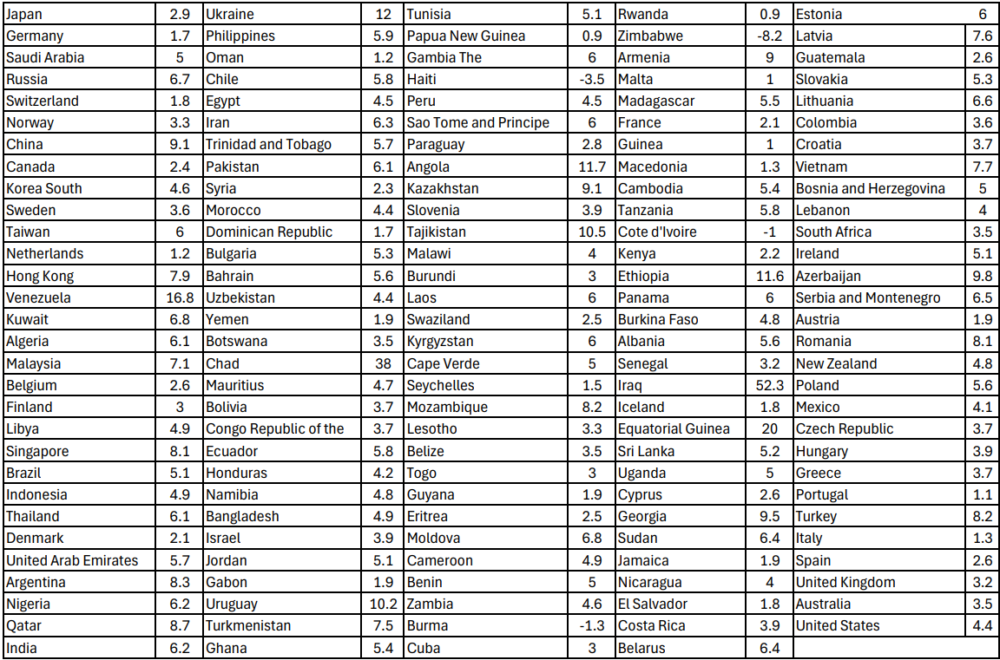 Japan 2.9 Ukraine 12 Tunisia 5.1 Rwanda 0.9 Estonia 6
Germany 1.7 Philippines 5.9 Papua New Guinea 0.9 Zimbabwe -8.2 Latvia 7.6
Saudi Arabia 5 Oman 1.2 Gambia The 6 Armenia 9 Guatemala 2.6
Russia 6.7 Chile 5.8 Haiti -3.5 Malta 1 Slovakia 5.3
Switzerland 1.8 Egypt 4.5 Peru 4.5 Madagascar 5.5 Lithuania 6.6
Norway 3.3 Iran 6.3 Sao Tome and Principe 6 France 2.1 Colombia 3.6
China 9.1 Trinidad and Tobago 5.7 Paraguay 2.8 Guinea 1 Croatia 3.7
Canada 2.4 Pakistan 6.1 Angola 11.7 Macedonia 1.3 Vietnam 7.7
Korea South 4.6 Syria 2.3 Kazakhstan 9.1 Cambodia 5.4 Bosnia and Herzegovina 5
Sweden 3.6 Morocco 4.4 Slovenia 3.9 Tanzania 5.8 Lebanon 4
Taiwan 6 Dominican Republic 1.7 Tajikistan 10.5 Cote d'Ivoire -1 South Africa 3.5
Netherlands 1.2 Bulgaria 5.3 Malawi 4 Kenya 2.2 Ireland 5.1
Hong Kong 7.9 Bahrain 5.6 Burundi 3 Ethiopia 11.6 Azerbaijan 9.8
Venezuela 16.8 Uzbekistan 4.4 Laos 6 Panama 6 Serbia and Montenegro 6.5
Kuwait 6.8 Yemen 1.9 Swaziland 2.5 Burkina Faso 4.8 Austria 1.9
Algeria 6.1 Botswana 3.5 Kyrgyzstan 6 Albania 5.6 Romania 8.1
Malaysia 7.1 Chad 38 Cape Verde 5 Senegal 3.2 New Zealand 4.8
Belgium 2.6 Mauritius 4.7 Seychelles 1.5 Iraq 52.3 Poland 5.6
Finland 3 Bolivia 3.7 Mozambique 8.2 Iceland 1.8 Mexico 4.1
Libya 4.9 Congo Republic of the 3.7 Lesotho 3.3 Equatorial Guinea 20 Czech Republic 3.7
Singapore 8.1 Ecuador 5.8 Belize 3.5 Sri Lanka 5.2 Hungary 3.9
Brazil 5.1 Honduras 4.2 Togo 3 Uganda 5 Greece 3.7
Indonesia 4.9 Namibia 4.8 Guyana 1.9 Cyprus 2.6 Portugal 1.1
Thailand 6.1 Bangladesh 4.9 Eritrea 2.5 Georgia 9.5 Turkey 8.2
Denmark 2.1 Israel 3.9 Moldova 6.8 Sudan 6.4 Italy 1.3
United Arab Emirates 5.7 Jordan 5.1 Cameroon 4.9 Jamaica 1.9 Spain 2.6
Argentina 8.3 Gabon 1.9 Benin 5 Nicaragua 4 United Kingdom 3.2
Nigeria 6.2 Uruguay 10.2 Zambia 4.6 El Salvador 1.8 Australia 3.5
Qatar 8.7 Turkmenistan 7.5 Burma -1.3 Costa Rica 3.9 United States 4.4
India 6.2 Ghana 5.4 Cuba 3 Belarus 6.4